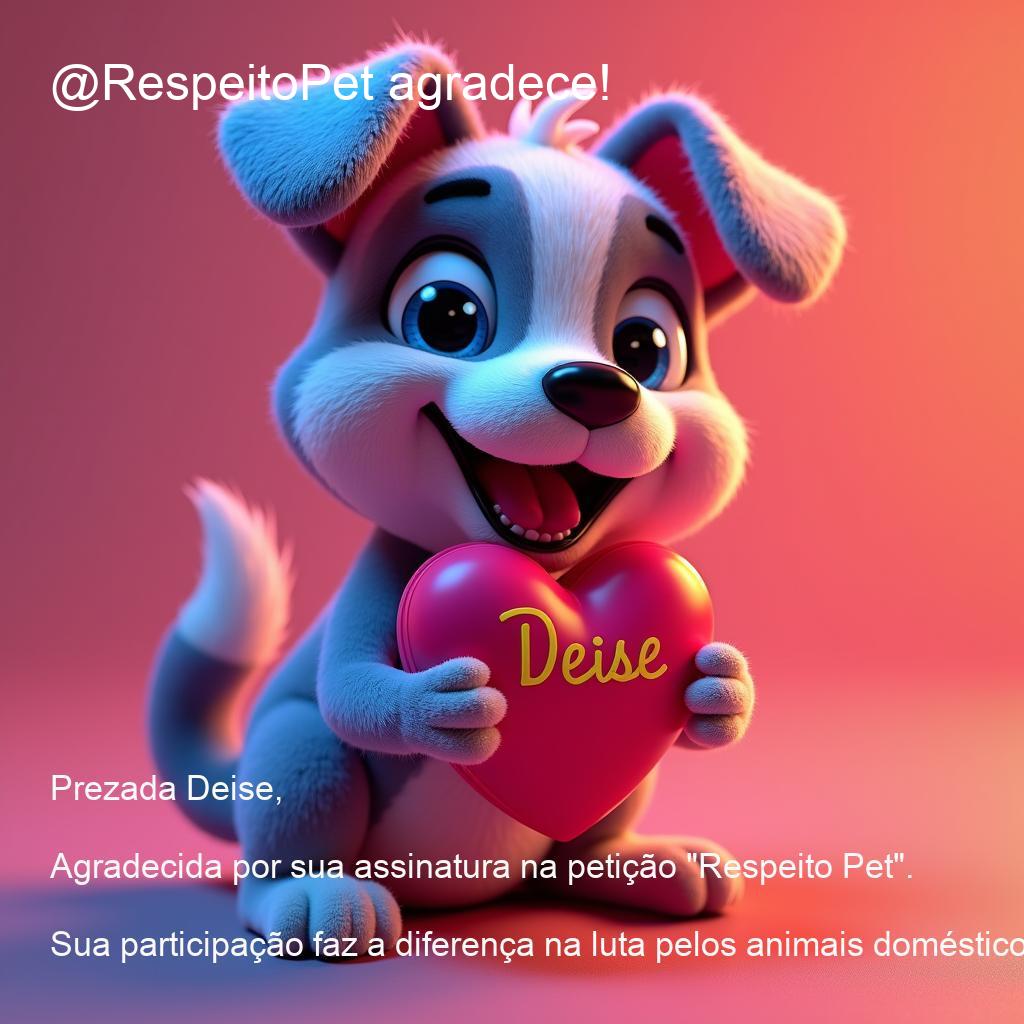 @RespeitoPet agradece!
Deise
Prezada Deise,
Agradecida por sua assinatura na petição "Respeito Pet".
Sua participação faz a diferença na luta pelos animais doméstico